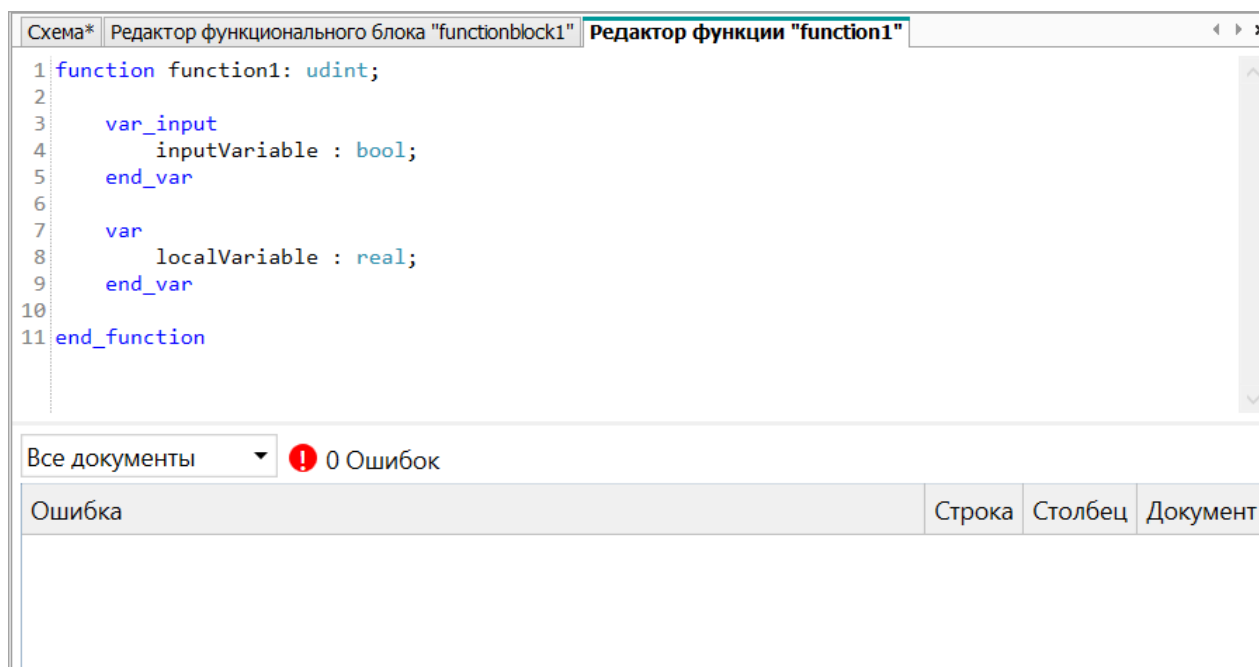 Схема* Редактор функционального блока "functionblock1" Редактор функции "function1"
1 function function1: udint;
2
3 var_input
4 inputVariable : bool;
5 end_var
6
7 var
8 localVariable : real;
9 end_var
10
11 end_function
Все документы 0 Ошибок
Ошибка Строка Столбец Документ